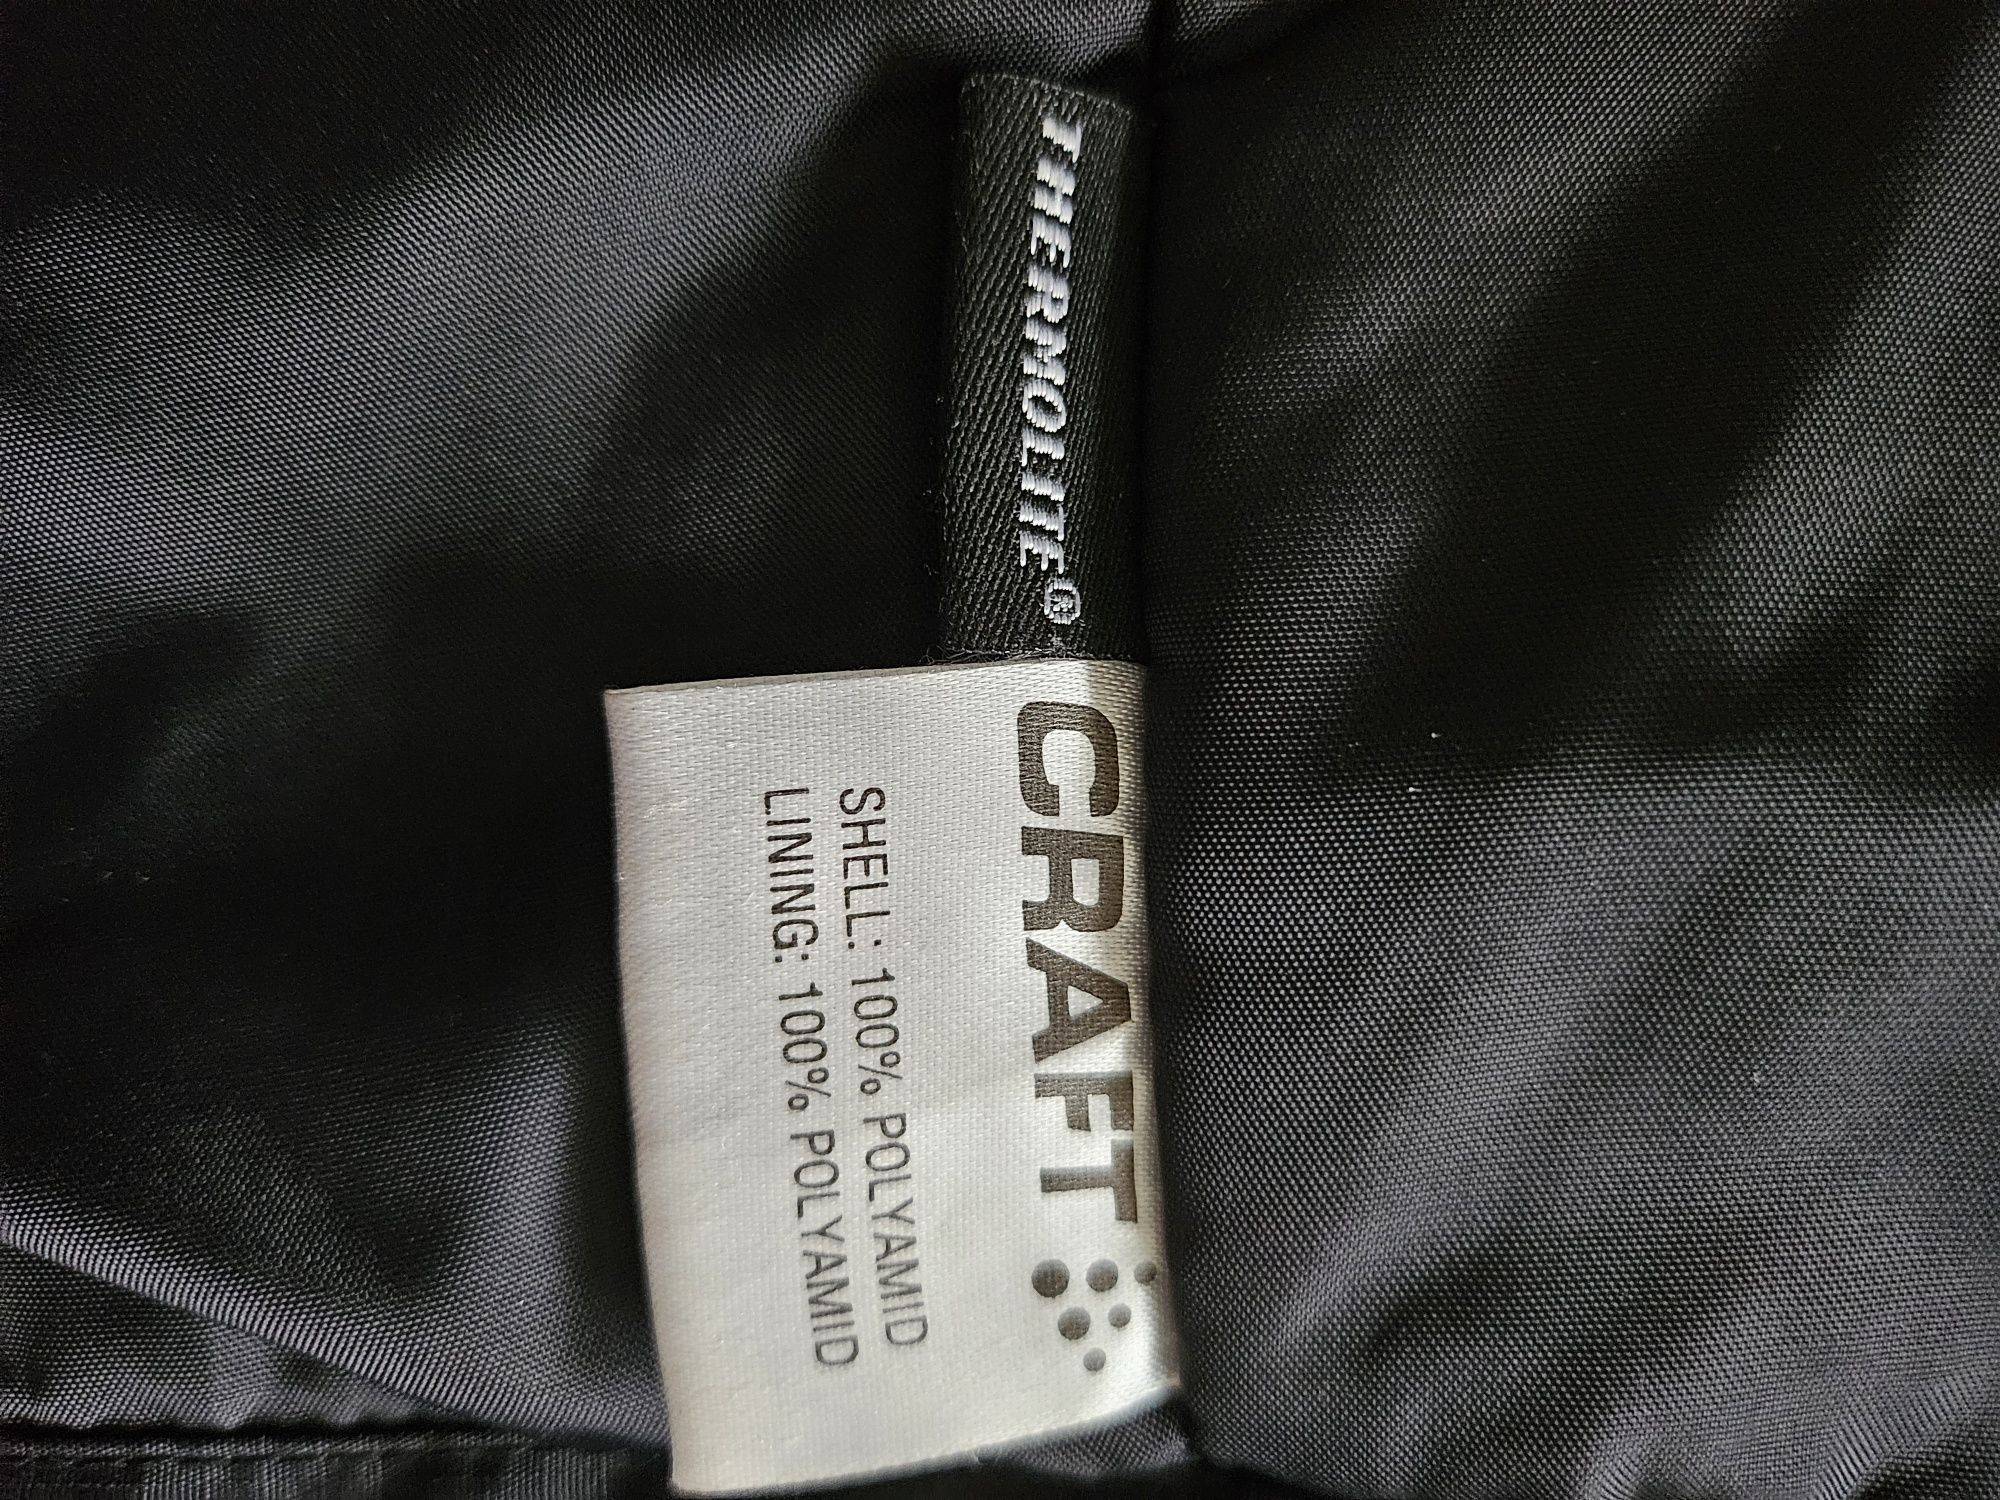 THERMOLITE®
CRAFT
SHELL: 100% POLYAMID
LINING: 100% POLYAMID